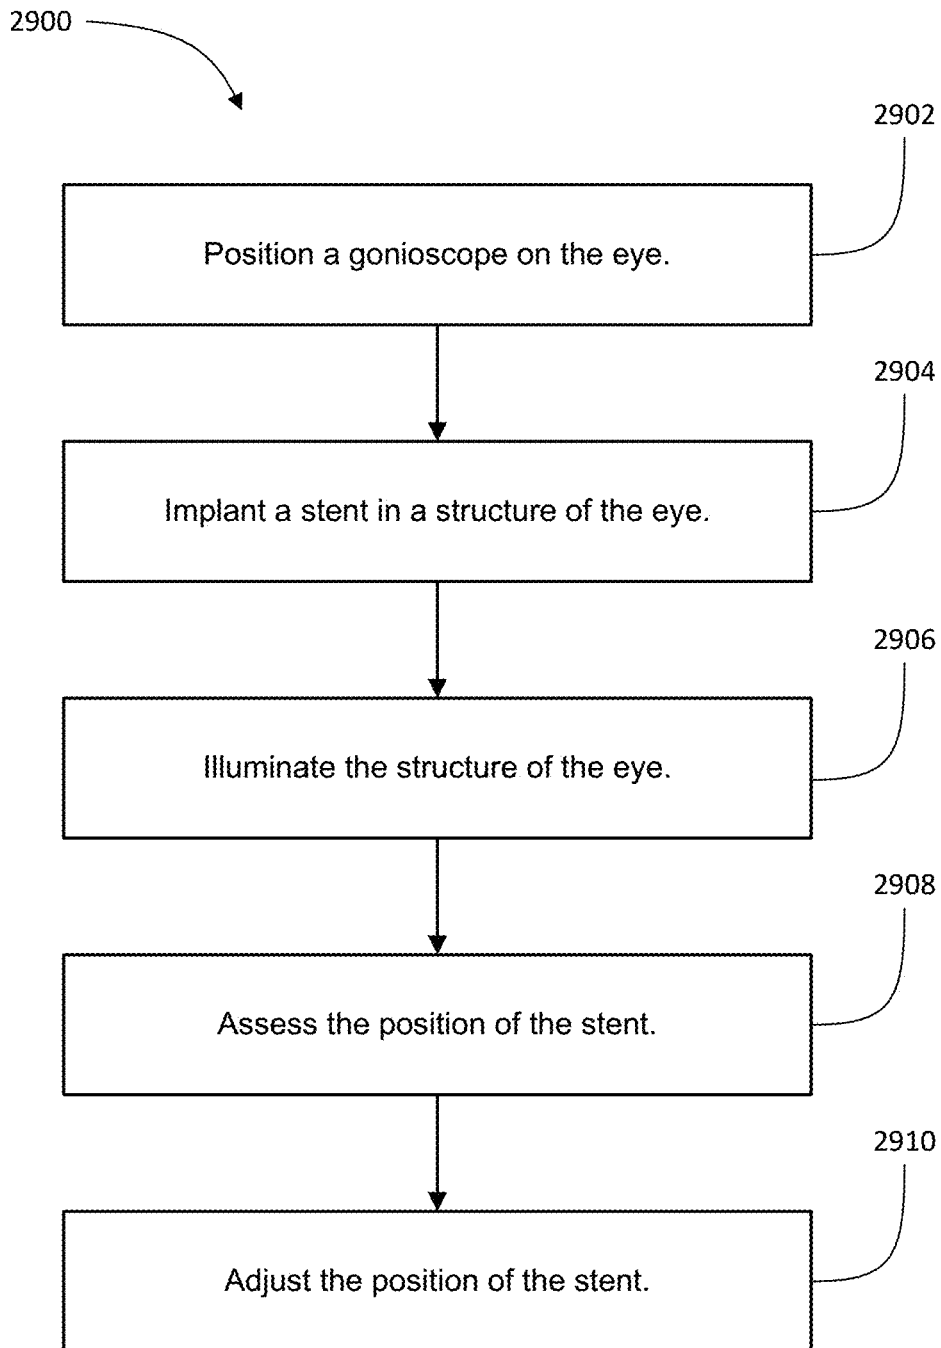 2900
2902
Position a gonioscope on the eye.
2904
Implant a stent in a structure of the eye.
2906
Illuminate the structure of the eye.
2908
Assess the position of the stent.
2910
Adjust the position of the stent.